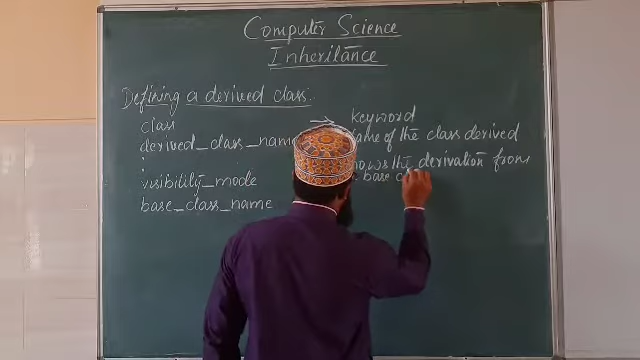 Computer Science
Inheritance
Defining a derived class.
class → keyword
derived_class_name name of the class derived
: the derivation from
visibility_mode base
base_class_name